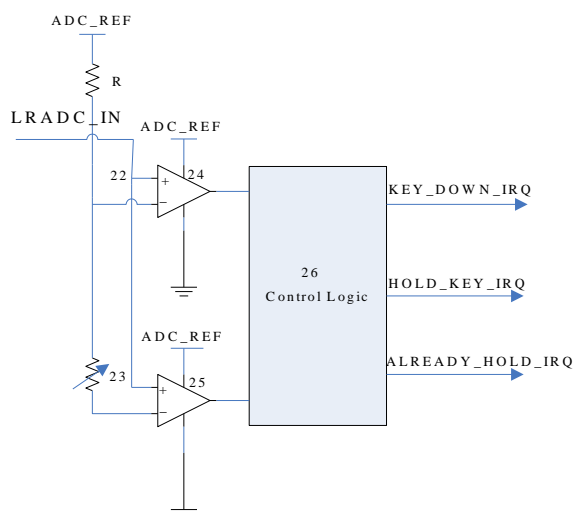 ADC_REF
R
LRADC_IN
ADC_REF
22
24
+
−
KEY_DOWN_IRQ
26
Control Logic
HOLD_KEY_IRQ
ADC_REF
ALREADY_HOLD_IRQ
23
25
+
−